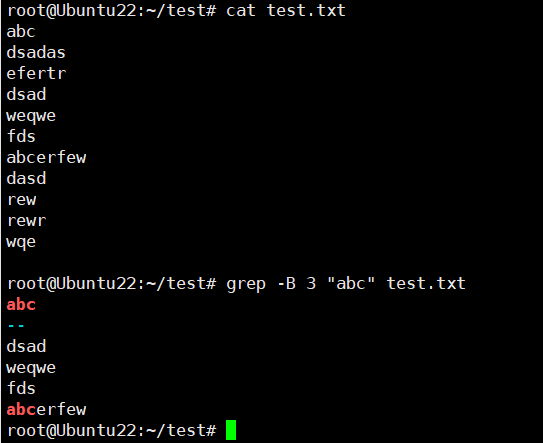 root@Ubuntu22:~/test# cat test.txt
abc
dsadas
efertr
dsad
weqwe
fds
abcerfew
dasd
rew
rewr
wqe

root@Ubuntu22:~/test# grep -B 3 "abc" test.txt
abc
--
dsad
weqwe
fds
abcerfew
root@Ubuntu22:~/test#